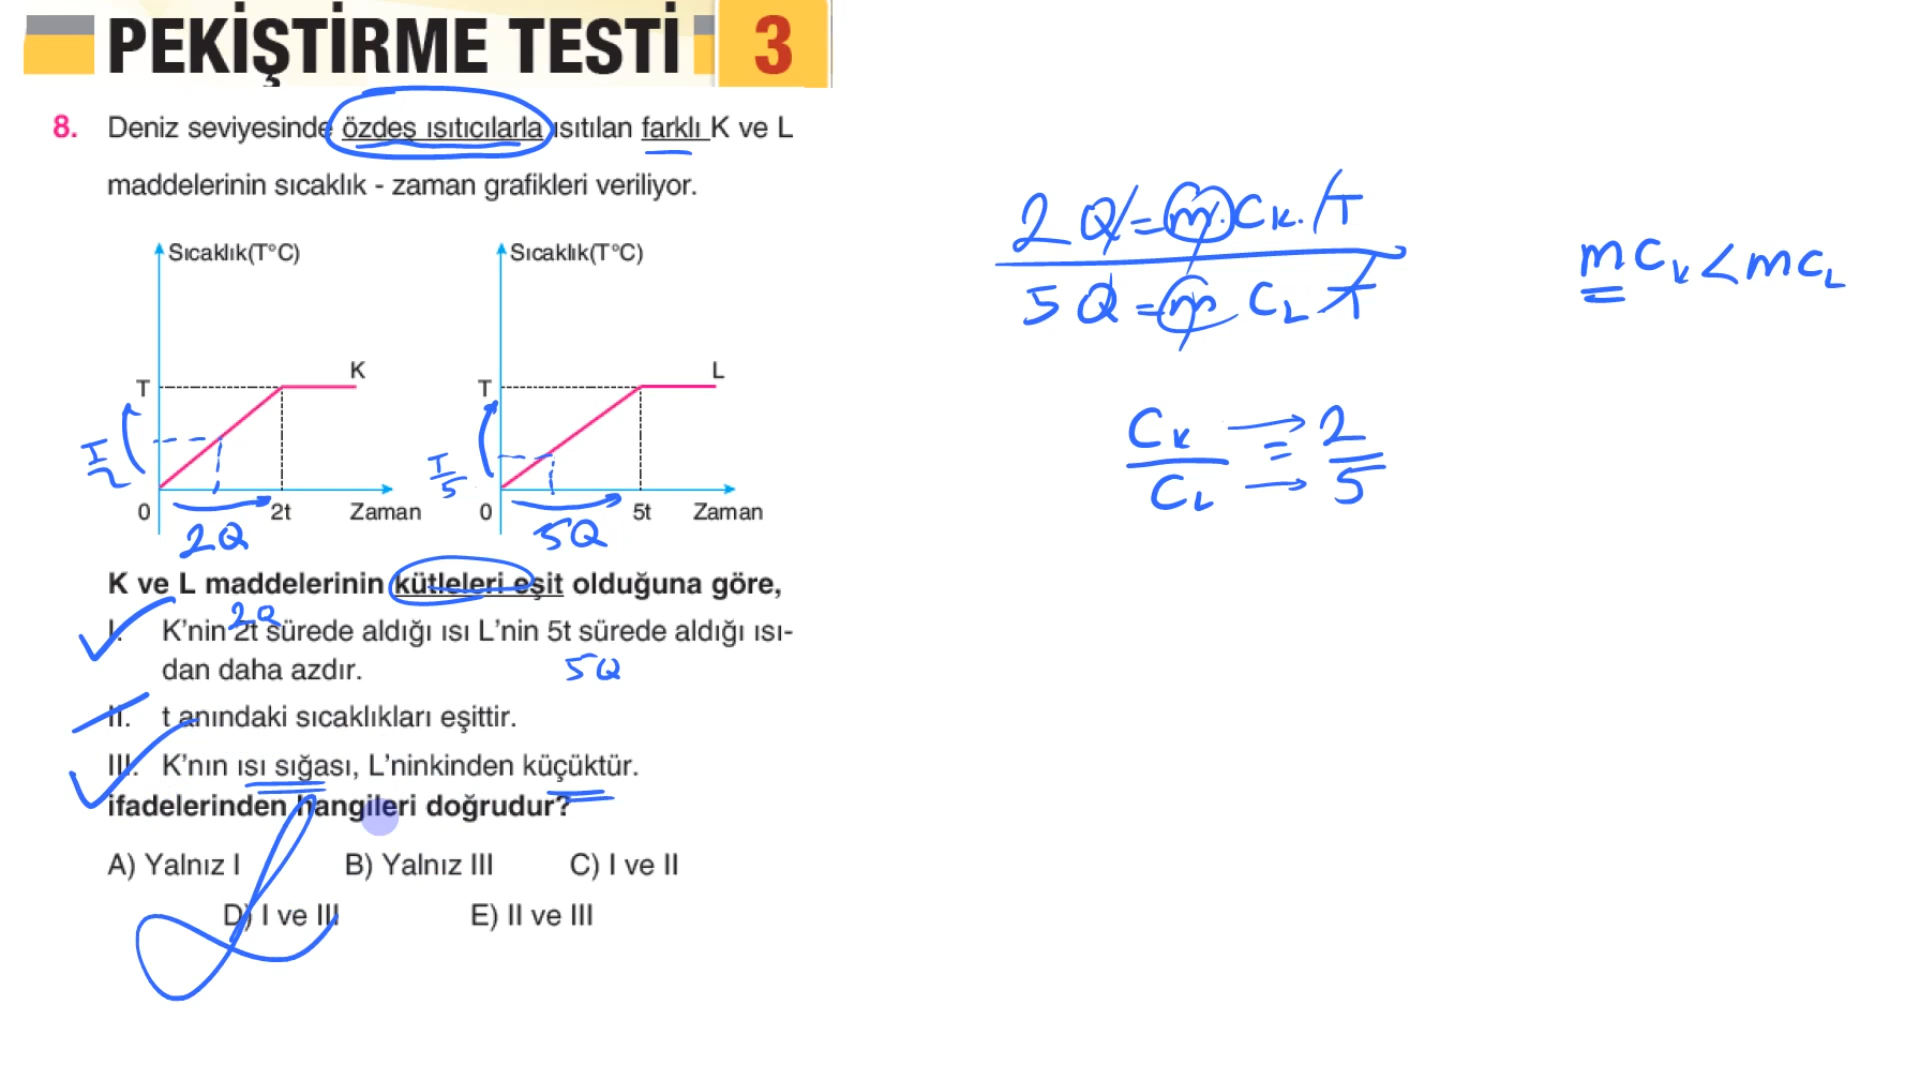 PEKİŞTİRME TESTİ 3
8. Deniz seviyesinde özdeş ısıtıcılarla ısıtılan farklı K ve L
maddelerinin sıcaklık - zaman grafikleri veriliyor.
Sıcaklık(T°C) Sıcaklık(T°C)
K L
T T
T/2 T/5
0 2t Zaman 0 5t Zaman
2Q 5Q
K ve L maddelerinin kütleleri eşit olduğuna göre,
2Q
I. K'nin 2t sürede aldığı ısı L'nin 5t sürede aldığı ısı-
dan daha azdır.
5Q
II. t anındaki sıcaklıkları eşittir.
III. K'nın ısı sığası, L'ninkinden küçüktür.
ifadelerinden hangileri doğrudur?
A) Yalnız I B) Yalnız III C) I ve II
D) I ve III E) II ve III
2Q = m. CK. T
5Q = m CL T
mCK < mCL
CK = 2
CL 5